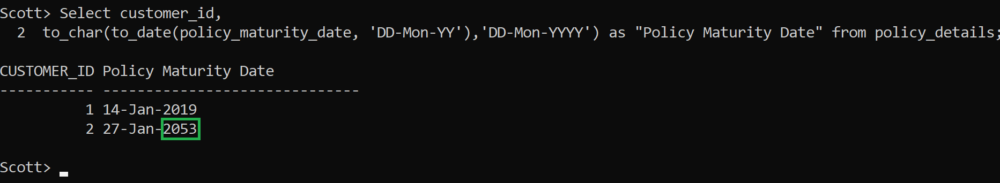 Scott> Select customer_id,
  2  to_char(to_date(policy_maturity_date, 'DD-Mon-YY'),'DD-Mon-YYYY') as "Policy Maturity Date" from policy_details;
CUSTOMER_ID Policy Maturity Date
----------- ------------------------------
          1 14-Jan-2019
          2 27-Jan-2053
Scott>